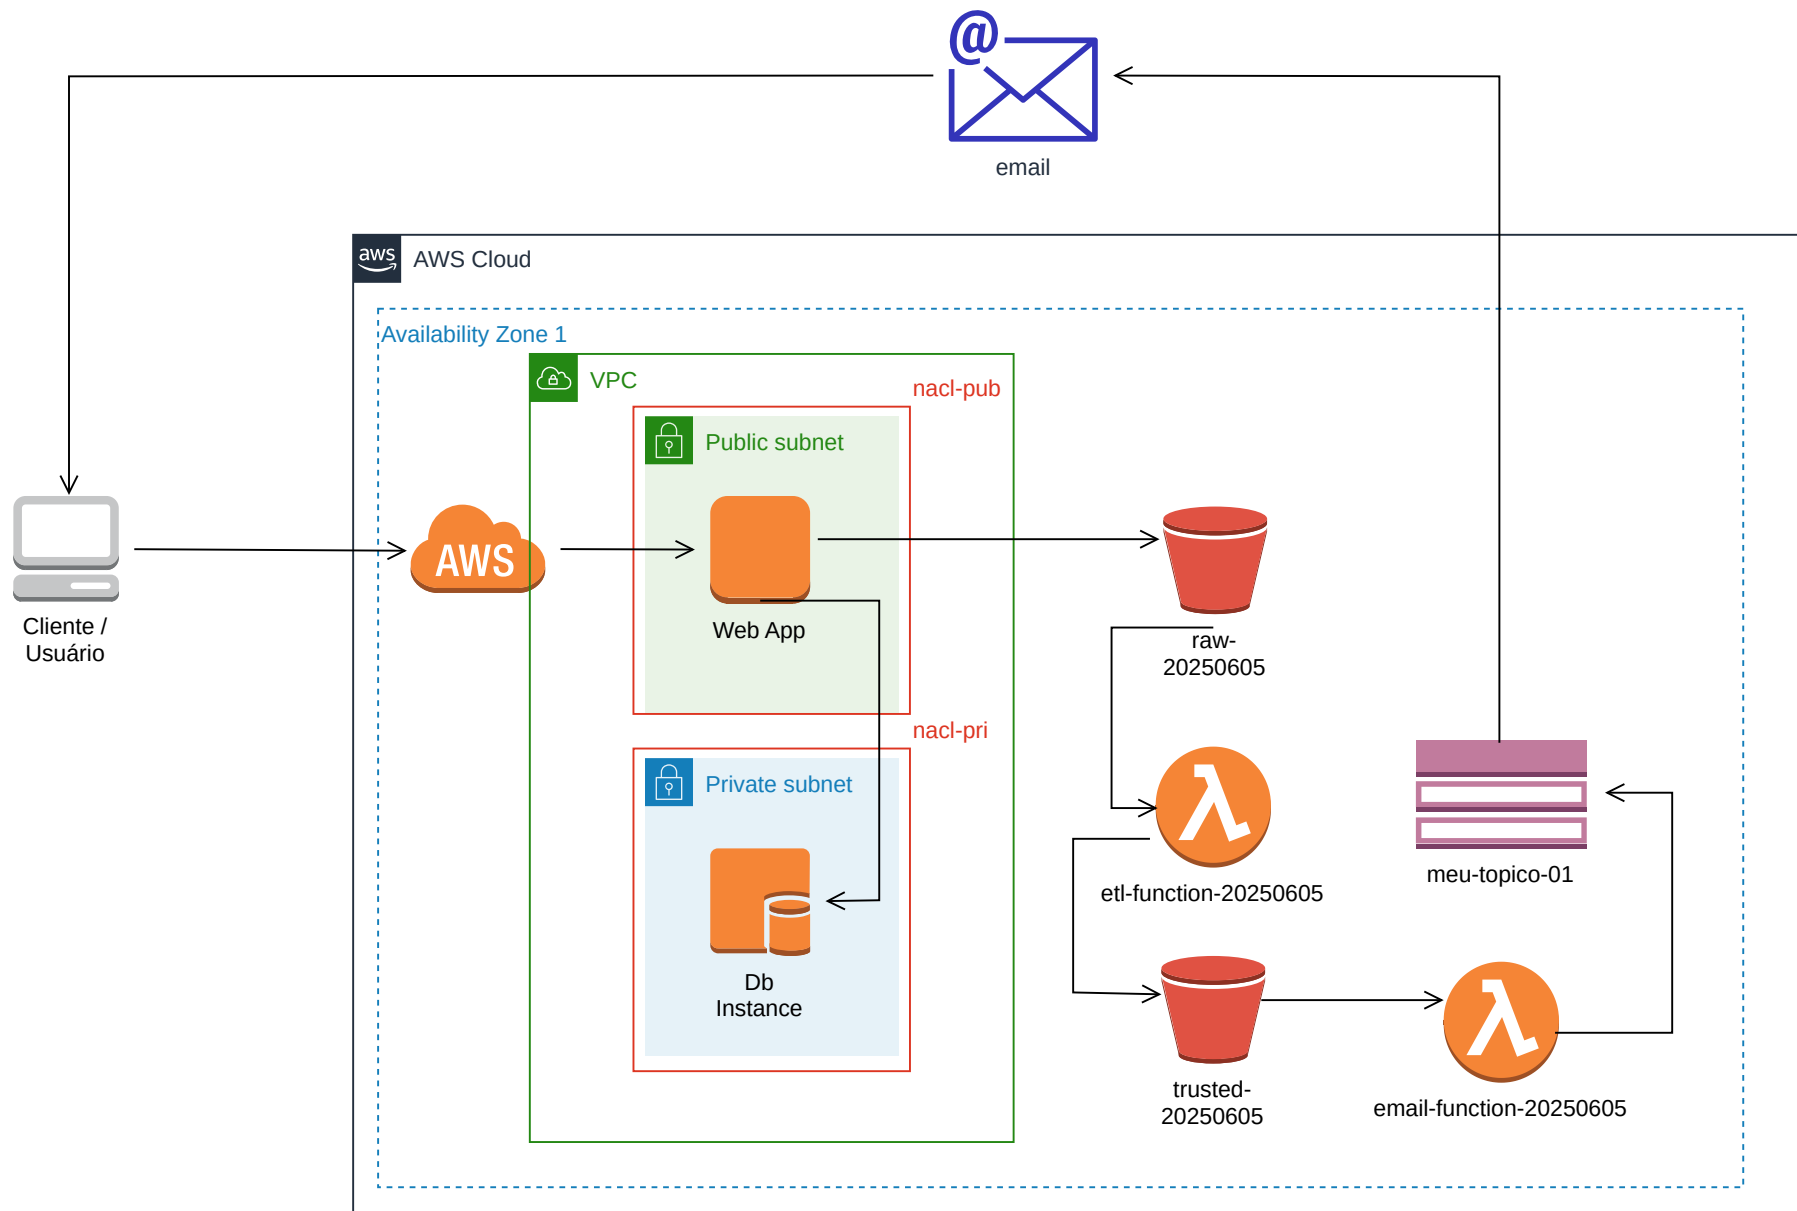 @
email
aws
AWS Cloud
Availability Zone 1
VPC
nacl-pub
Public subnet
AWS
Web App
Cliente /
Usuário
raw-
20250605
nacl-pri
Private subnet
λ
etl-function-20250605
meu-topico-01
Db
Instance
λ
trusted-
20250605
email-function-20250605